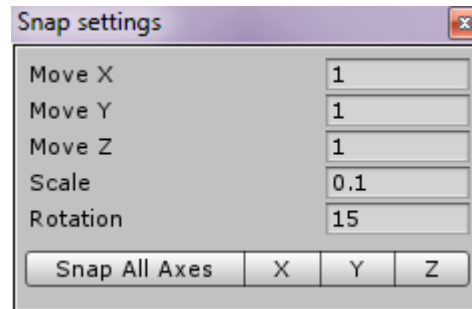 Snap settings
Move X 1
Move Y 1
Move Z 1
Scale 0.1
Rotation 15
Snap All Axes X Y Z